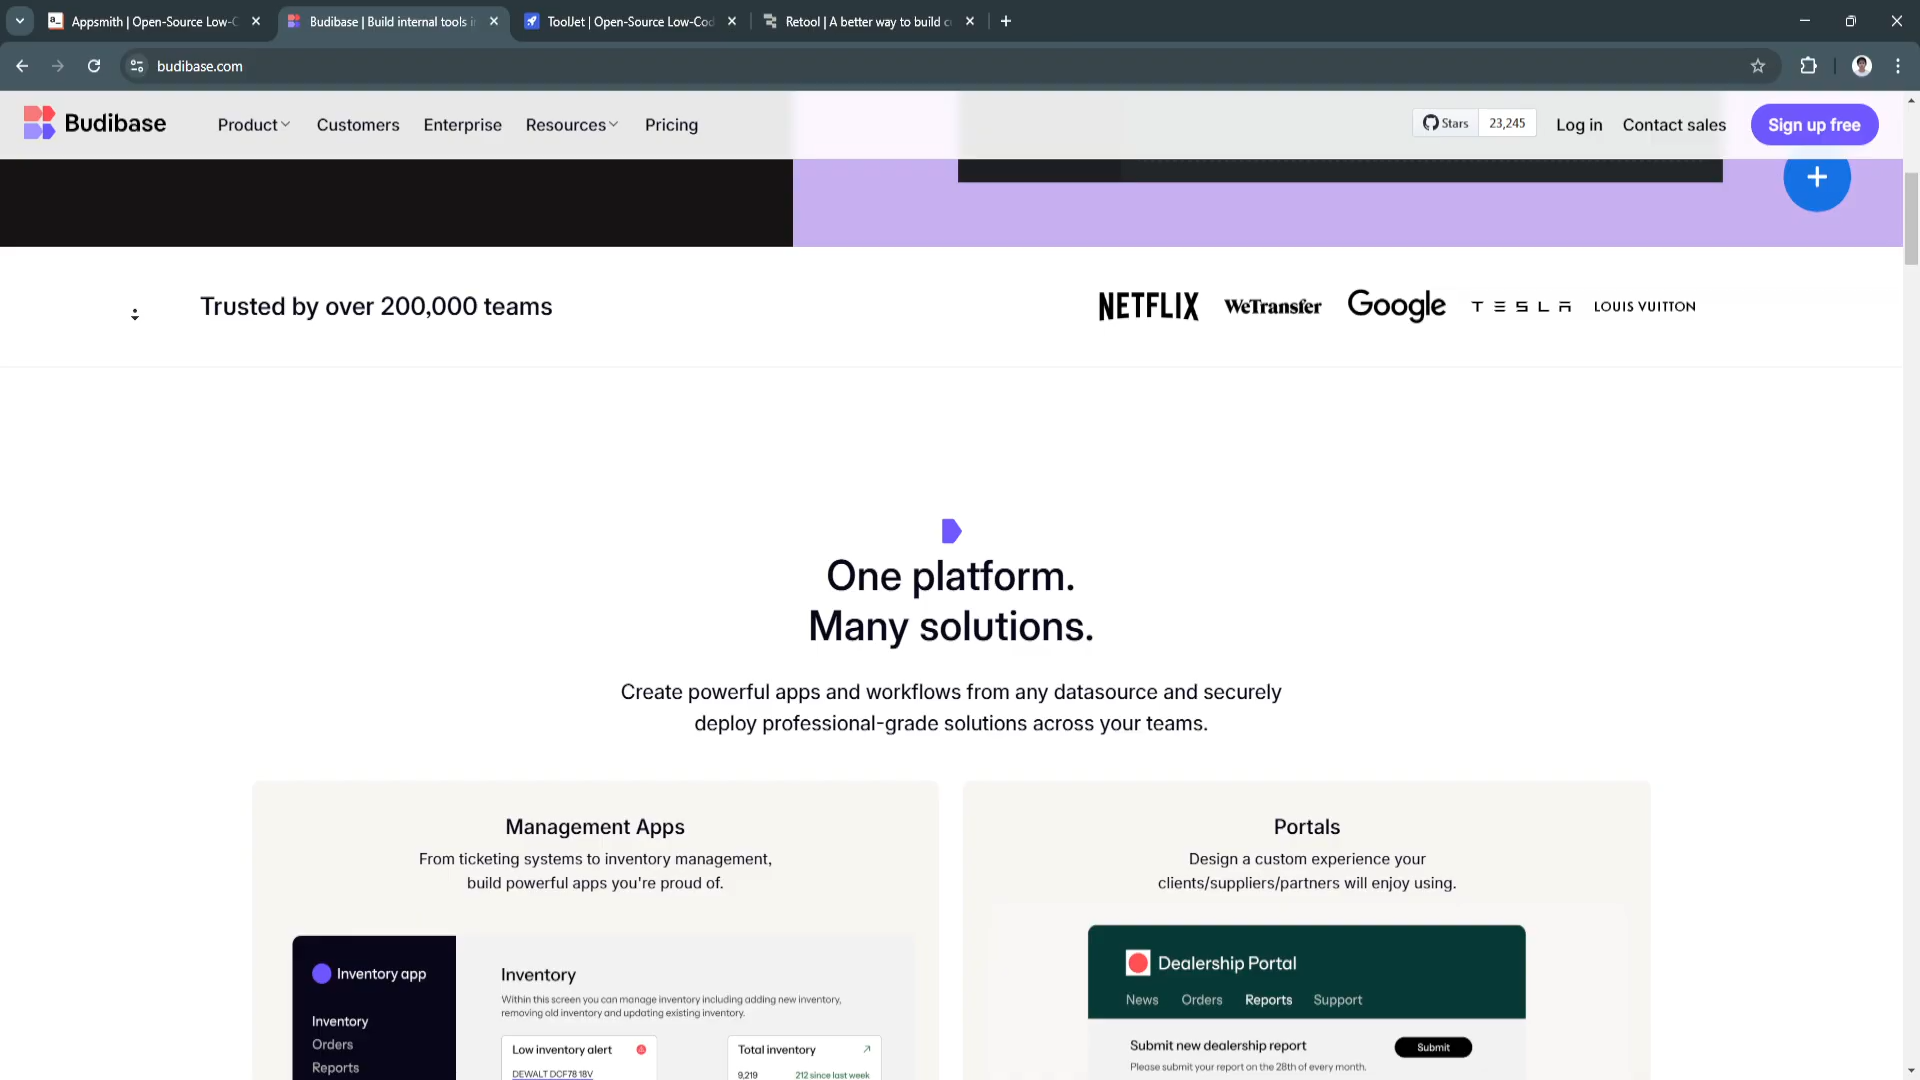 Appsmith | Open-Source Low-C
Budibase | Build internal tools i
ToolJet | Open-Source Low-Cod
Retool | A better way to build c
budibase.com
Budibase
Product
Customers
Enterprise
Resources
Pricing
Stars
23,245
Log in
Contact sales
Sign up free
Trusted by over 200,000 teams
NETFLIX
WeTransfer
Google
TESLA
LOUIS VUITTON
One platform.
Many solutions.
Create powerful apps and workflows from any datasource and securely
deploy professional-grade solutions across your teams.
Management Apps
From ticketing systems to inventory management,
build powerful apps you're proud of.
Inventory app
Inventory
Orders
Reports
Inventory
Within this screen you can manage inventory including adding new inventory,
removing old inventory and updating existing inventory.
Low inventory alert
DEWALT DCF78 18V
Total inventory
9,219
212 since last week
Portals
Design a custom experience your
clients/suppliers/partners will enjoy using.
Dealership Portal
News
Orders
Reports
Support
Submit new dealership report
Submit
Please submit your report on the 28th of every month.